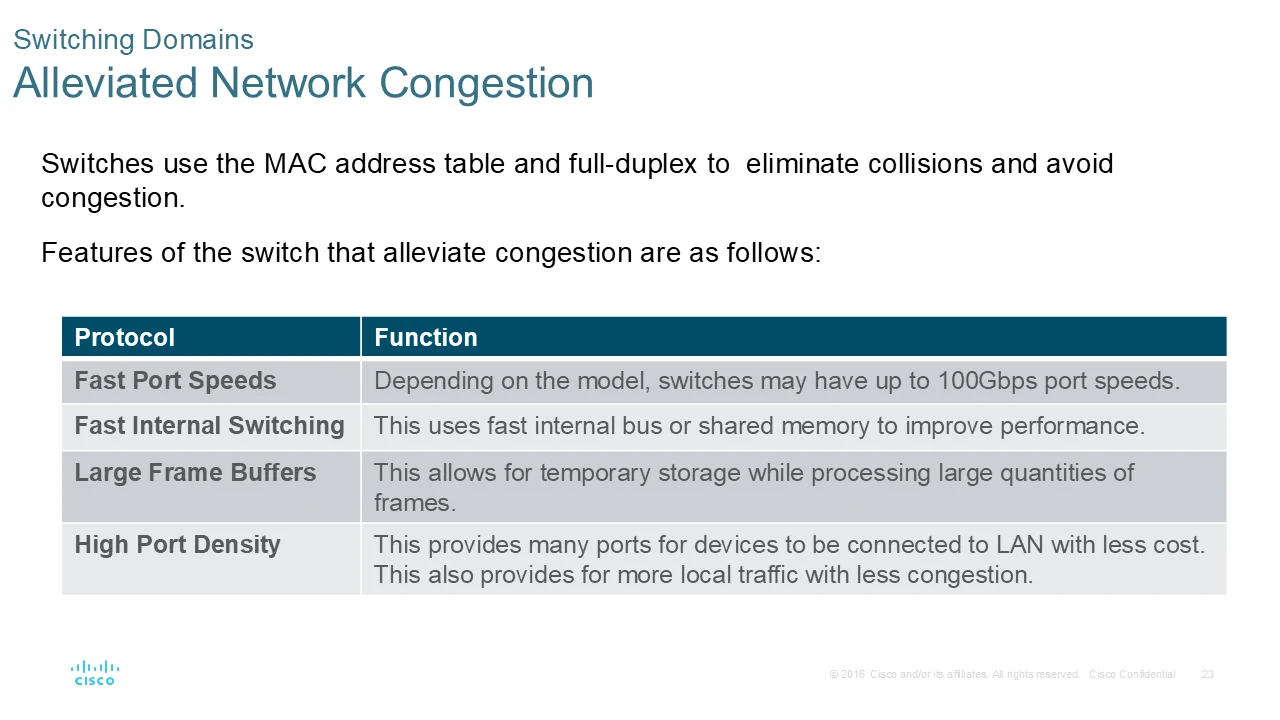 Switching Domains
Alleviated Network Congestion
Switches use the MAC address table and full-duplex to  eliminate collisions and avoid
congestion.
Features of the switch that alleviate congestion are as follows:
Protocol Function
Fast Port Speeds Depending on the model, switches may have up to 100Gbps port speeds.
Fast Internal Switching This uses fast internal bus or shared memory to improve performance.
Large Frame Buffers This allows for temporary storage while processing large quantities of
frames.
High Port Density This provides many ports for devices to be connected to LAN with less cost.
This also provides for more local traffic with less congestion.
CISCO © 2016 Cisco and/or its affiliates. All rights reserved. Cisco Confidential 23